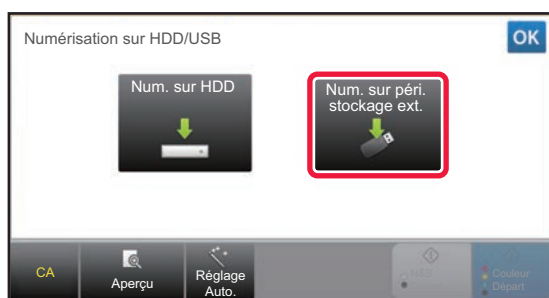 Numérisation sur HDD/USB
OK
Num. sur HDD
Num. sur péri.
stockage ext.
CA
Aperçu
Réglage
Auto.
N&B
Départ
Couleur
Départ